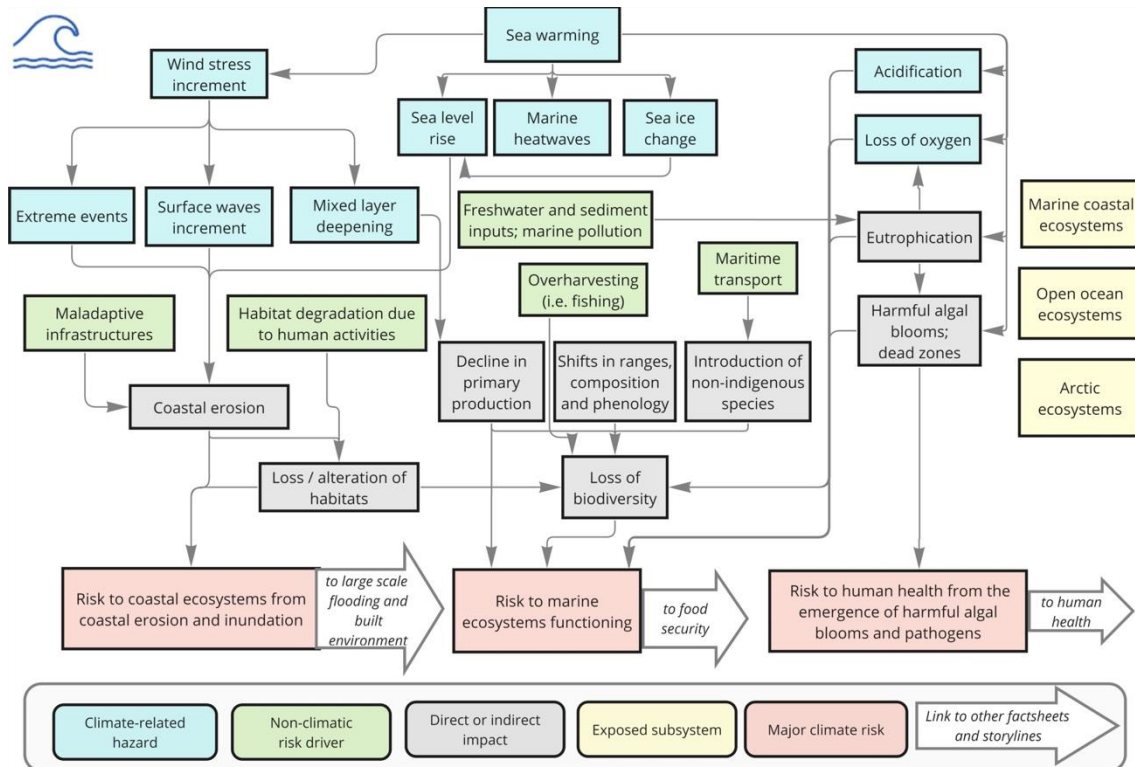 Sea warming
Wind stress
increment
Acidification
Sea level
rise
Marine
heatwaves
Sea ice
change
Loss of oxygen
Extreme events
Surface waves
increment
Mixed layer
deepening
Freshwater and sediment
inputs; marine pollution
Eutrophication
Marine coastal
ecosystems
Maladaptive
infrastructures
Habitat degradation due
to human activities
Overharvesting
(i.e. fishing)
Maritime
transport
Harmful algal
blooms;
dead zones
Open ocean
ecosystems
Coastal erosion
Decline in
primary
production
Shifts in ranges,
composition
and phenology
Introduction of
non-indigenous
species
Arctic
ecosystems
Loss / alteration of
habitats
Loss of
biodiversity
Risk to coastal ecosystems from
coastal erosion and inundation
to large scale
flooding and
built
environment
Risk to marine
ecosystems functioning
to food
security
Risk to human health from the
emergence of harmful algal
blooms and pathogens
to human
health
Climate-related
hazard
Non-climatic
risk driver
Direct or indirect
impact
Exposed subsystem
Major climate risk
Link to other factsheets
and storylines